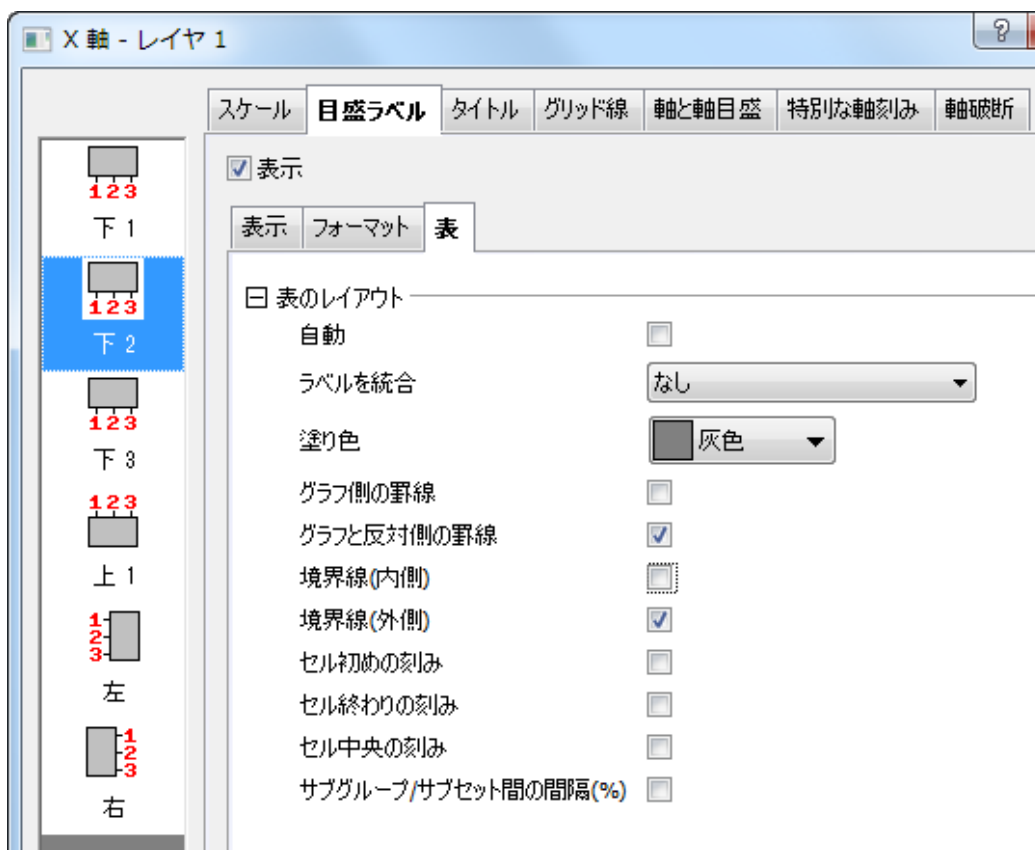 X 軸 - レイヤ 1
?
スケール 目盛ラベル タイトル グリッド線 軸と軸目盛 特別な軸刻み 軸破断
表示
表示 フォーマット 表
123
下 1
123
下 2
123
下 3
123
上 1
1
2
3
左
1
2
3
右
表のレイアウト
自動
ラベルを統合 なし
塗り色 灰色
グラフ側の罫線
グラフと反対側の罫線
境界線(内側)
境界線(外側)
セル初めの刻み
セル終わりの刻み
セル中央の刻み
サブグループ/サブセット間の間隔(%)